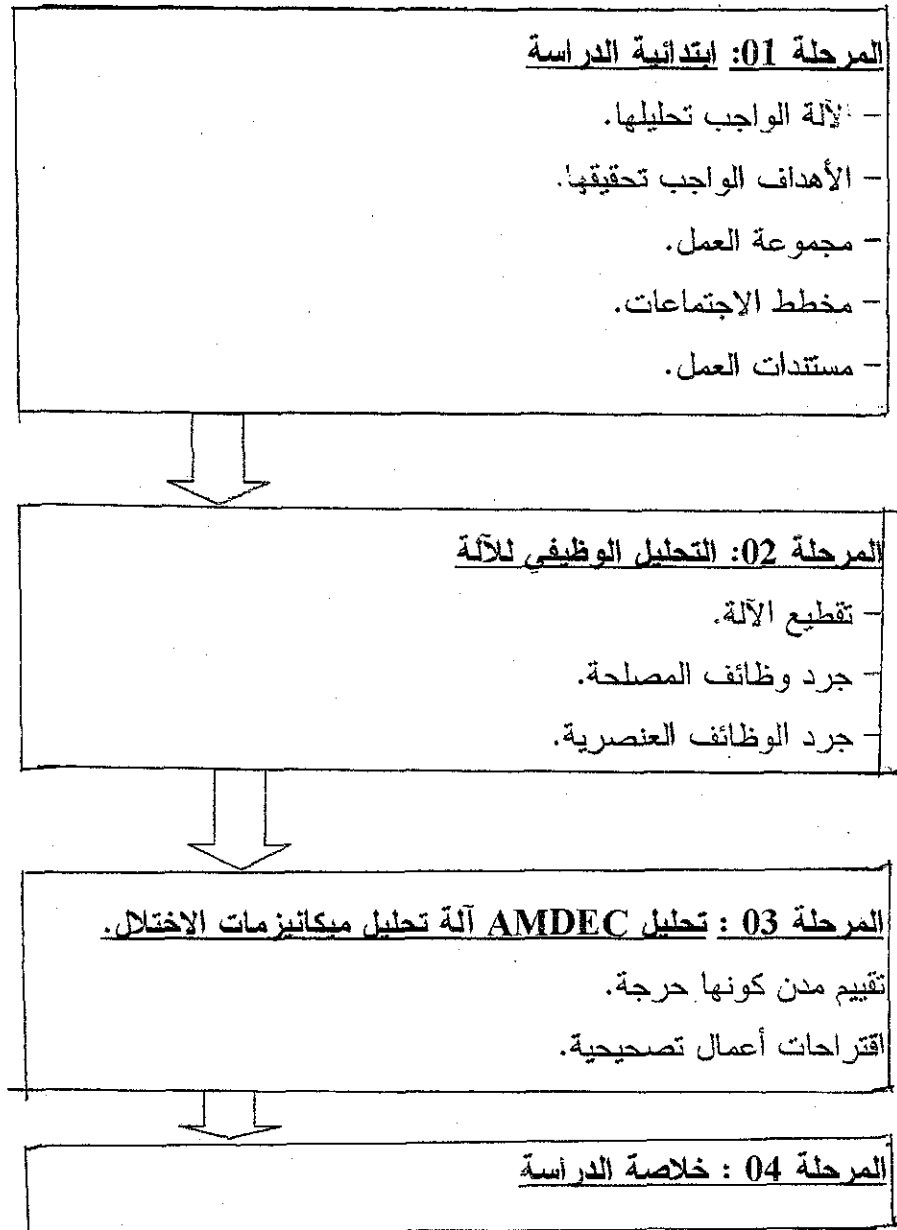 المرحلة 01: ابتدائية الدراسة
– الآلة الواجب تحليلها.
– الأهداف الواجب تحقيقها.
– مجموعة العمل.
– مخطط الاجتماعات.
– مستندات العمل.
المرحلة 02: التحليل الوظيفي للآلة
– تقطيع الآلة.
– جرد وظائف المصلحة.
– جرد الوظائف العنصرية.
المرحلة 03 : تحليل AMDEC آلة تحليل ميكانيزمات الاختلال.
تقييم مدن كونها حرجة.
اقتراحات أعمال تصحيحية.
المرحلة 04 : خلاصة الدراسة